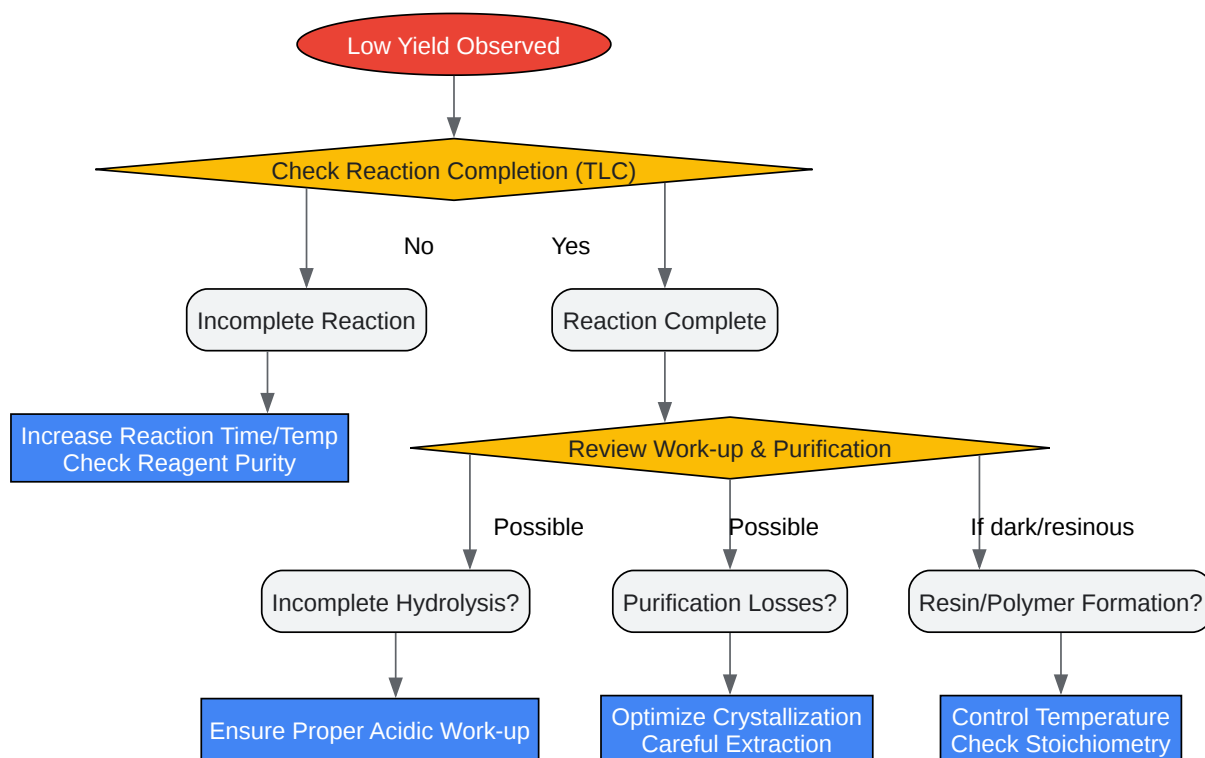 Low Yield Observed
Check Reaction Completion (TLC)
No
Yes
Incomplete Reaction
Reaction Complete
Increase Reaction Time/Temp
Check Reagent Purity
Review Work-up & Purification
Possible
Possible
If dark/resinous
Incomplete Hydrolysis?
Purification Losses?
Resin/Polymer Formation?
Ensure Proper Acidic Work-up
Optimize Crystallization
Careful Extraction
Control Temperature
Check Stoichiometry